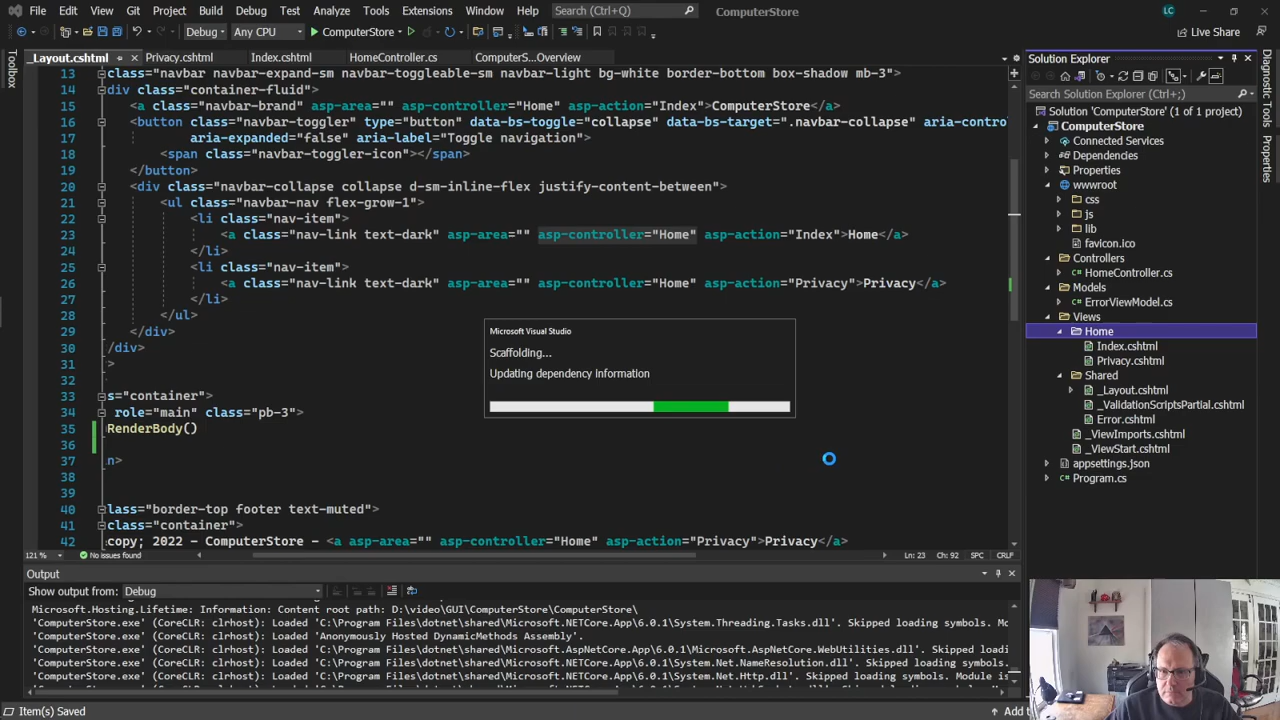 File Edit View Git Project Build Debug Test Analyze Tools Extensions Window Help Search (Ctrl+Q) ComputerStore LC
Debug Any CPU ComputerStore Live Share
Toolbox
_Layout.cshtml Privacy.cshtml Index.cshtml HomeController.cs ComputerS...Overview
13 class="navbar navbar-expand-sm navbar-toggleable-sm navbar-light bg-white border-bottom box-shadow mb-3">
14 div class="container-fluid">
15 <a class="navbar-brand" asp-area="" asp-controller="Home" asp-action="Index">ComputerStore</a>
16 <button class="navbar-toggler" type="button" data-bs-toggle="collapse" data-bs-target=".navbar-collapse" aria-contro
17 aria-expanded="false" aria-label="Toggle navigation">
18 <span class="navbar-toggler-icon"></span>
19 </button>
20 <div class="navbar-collapse collapse d-sm-inline-flex justify-content-between">
21 <ul class="navbar-nav flex-grow-1">
22 <li class="nav-item">
23 <a class="nav-link text-dark" asp-area="" asp-controller="Home" asp-action="Index">Home</a>
24 </li>
25 <li class="nav-item">
26 <a class="nav-link text-dark" asp-area="" asp-controller="Home" asp-action="Privacy">Privacy</a>
27 </li>
28 </ul>
29 </div>
30 /div>
31 >
32
33 s="container">
34 role="main" class="pb-3">
35 RenderBody()
36
37 n>
38
39
40 lass="border-top footer text-muted">
41 class="container">
42 copy; 2022 - ComputerStore - <a asp-area="" asp-controller="Home" asp-action="Privacy">Privacy</a>
Microsoft Visual Studio
Scaffolding...
Updating dependency information
121 % No issues found Ln: 23 Ch: 92 SPC CRLF
Output
Show output from: Debug
Microsoft.Hosting.Lifetime: Information: Content root path: D:\video\GUI\ComputerStore\ComputerStore\
'ComputerStore.exe' (CoreCLR: clrhost): Loaded 'C:\Program Files\dotnet\shared\Microsoft.NETCore.App\6.0.1\System.Threading.Tasks.dll'. Skipped loading symbols. Mo
'ComputerStore.exe' (CoreCLR: clrhost): Loaded 'Anonymously Hosted DynamicMethods Assembly'.
'ComputerStore.exe' (CoreCLR: clrhost): Loaded 'C:\Program Files\dotnet\shared\Microsoft.AspNetCore.App\6.0.1\Microsoft.AspNetCore.WebUtilities.dll'. Skipped loadi
'ComputerStore.exe' (CoreCLR: clrhost): Loaded 'C:\Program Files\dotnet\shared\Microsoft.NETCore.App\6.0.1\System.Net.NameResolution.dll'. Skipped loading symbols.
'ComputerStore.exe' (CoreCLR: clrhost): Loaded 'C:\Program Files\dotnet\shared\Microsoft.NETCore.App\6.0.1\System.Net.Http.dll'. Skipped loading symbols. Module is
Item(s) Saved Add t
Solution Explorer
Search Solution Explorer (Ctrl+;)
Solution 'ComputerStore' (1 of 1 project)
ComputerStore
Connected Services
Dependencies
Properties
wwwroot
css
js
lib
favicon.ico
Controllers
HomeController.cs
Models
ErrorViewModel.cs
Views
Home
Index.cshtml
Privacy.cshtml
Shared
_Layout.cshtml
_ValidationScriptsPartial.cshtml
Error.cshtml
_ViewImports.cshtml
_ViewStart.cshtml
appsettings.json
Program.cs
Diagnostic Tools
Properties